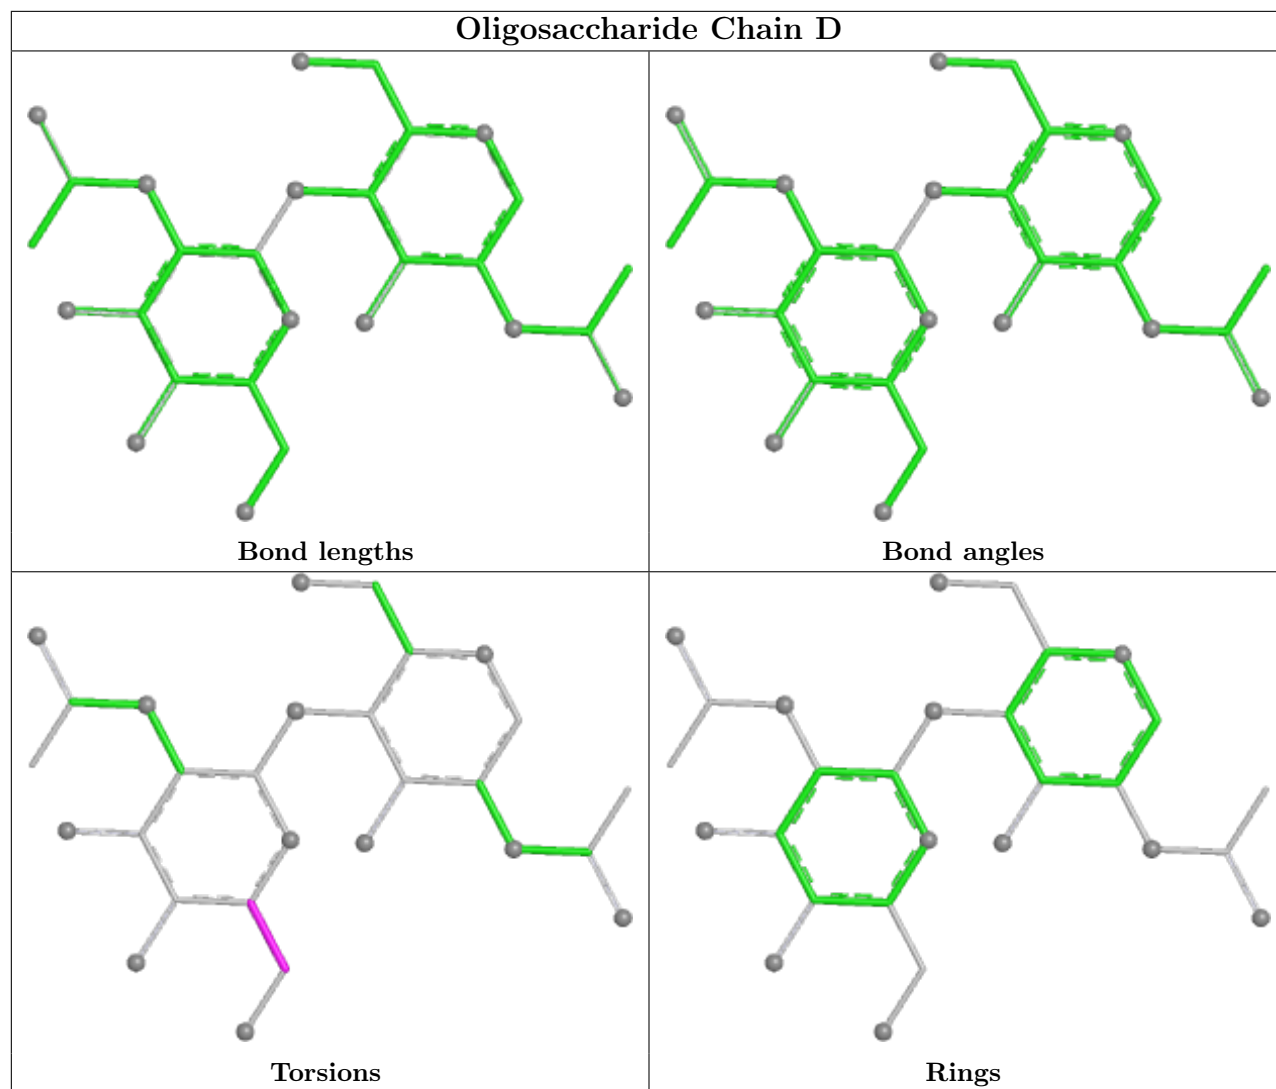 Oligosaccharide Chain D
Bond lengths
Bond angles
Torsions
Rings